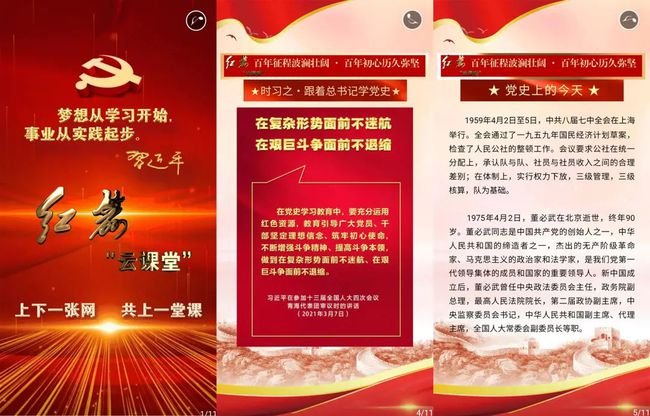 梦想从学习开始，
事业从实践起步。
习近平
红梅
“云课堂”
上下一张网 共上一堂课
1/11
百年征程波澜壮阔·百年初心历久弥坚
★时习之·跟着总书记学党史★
在复杂形势面前不迷航
在艰巨斗争面前不退缩
在党史学习教育中，要充分运用
红色资源，教育引导广大党员、干
部坚定理想信念、筑牢初心使命，
不断增强斗争精神、提高斗争本领，
做到在复杂形势面前不迷航、在艰
巨斗争面前不退缩。
习近平在参加十三届全国人大四次会议
青海代表团审议时的讲话
（2021年3月7日）
4/11
百年征程波澜壮阔·百年初心历久弥坚
★ 党史上的今天 ★
1959年4月2日至5日，中共八届七中全会在上海
举行。全会通过了一九五九年国民经济计划草案，
检查了人民公社的整顿工作。会议要求公社在统一
分配上，承认队与队、社员与社员收入之间的合理
差别；在体制上，实行权力下放，三级管理，三级
核算，队为基础。
1975年4月2日，董必武在北京逝世，终年90
岁。董必武同志是中国共产党的创始人之一，中华
人民共和国的缔造者之一，杰出的无产阶级革命
家、马克思主义的政治家和法学家，是我们党第一
代领导集体的成员和国家的重要领导人。新中国成
立后，董必武曾任中央政法委员会主任，政务院副
总理，最高人民法院院长，第二届政协副主席，中
央监察委员会书记，中华人民共和国副主席、代理
主席，全国人大常委会副委员长等职。
5/11